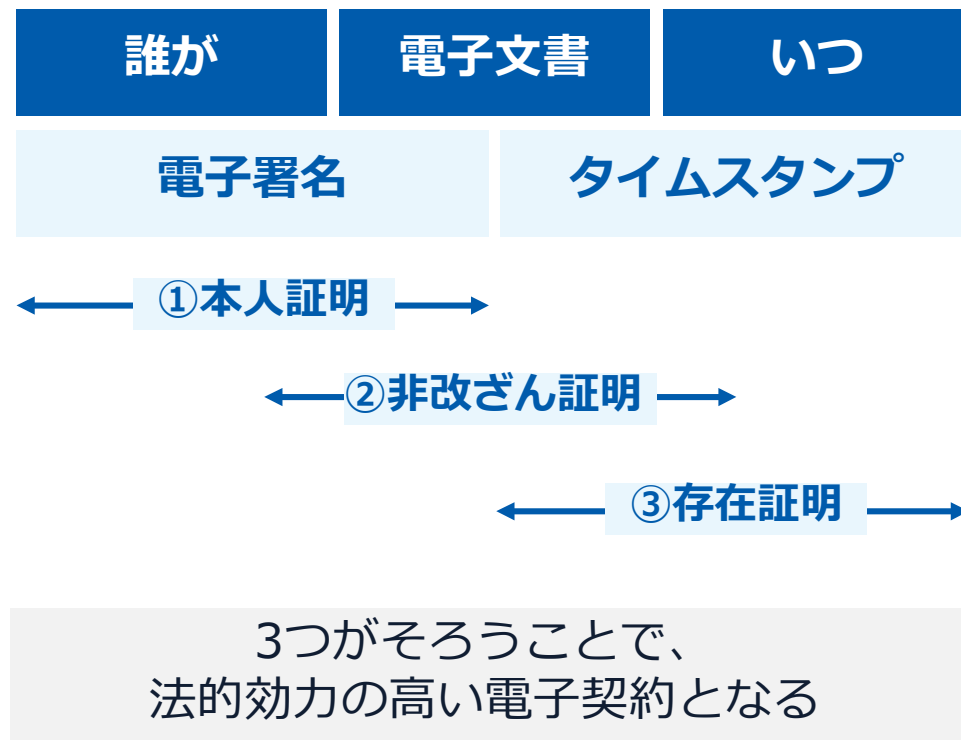 誰が
電子文書
いつ
電子署名
タイムスタンプ
①本人証明
②非改ざん証明
③存在証明
3つがそろうことで、
法的効力の高い電子契約となる